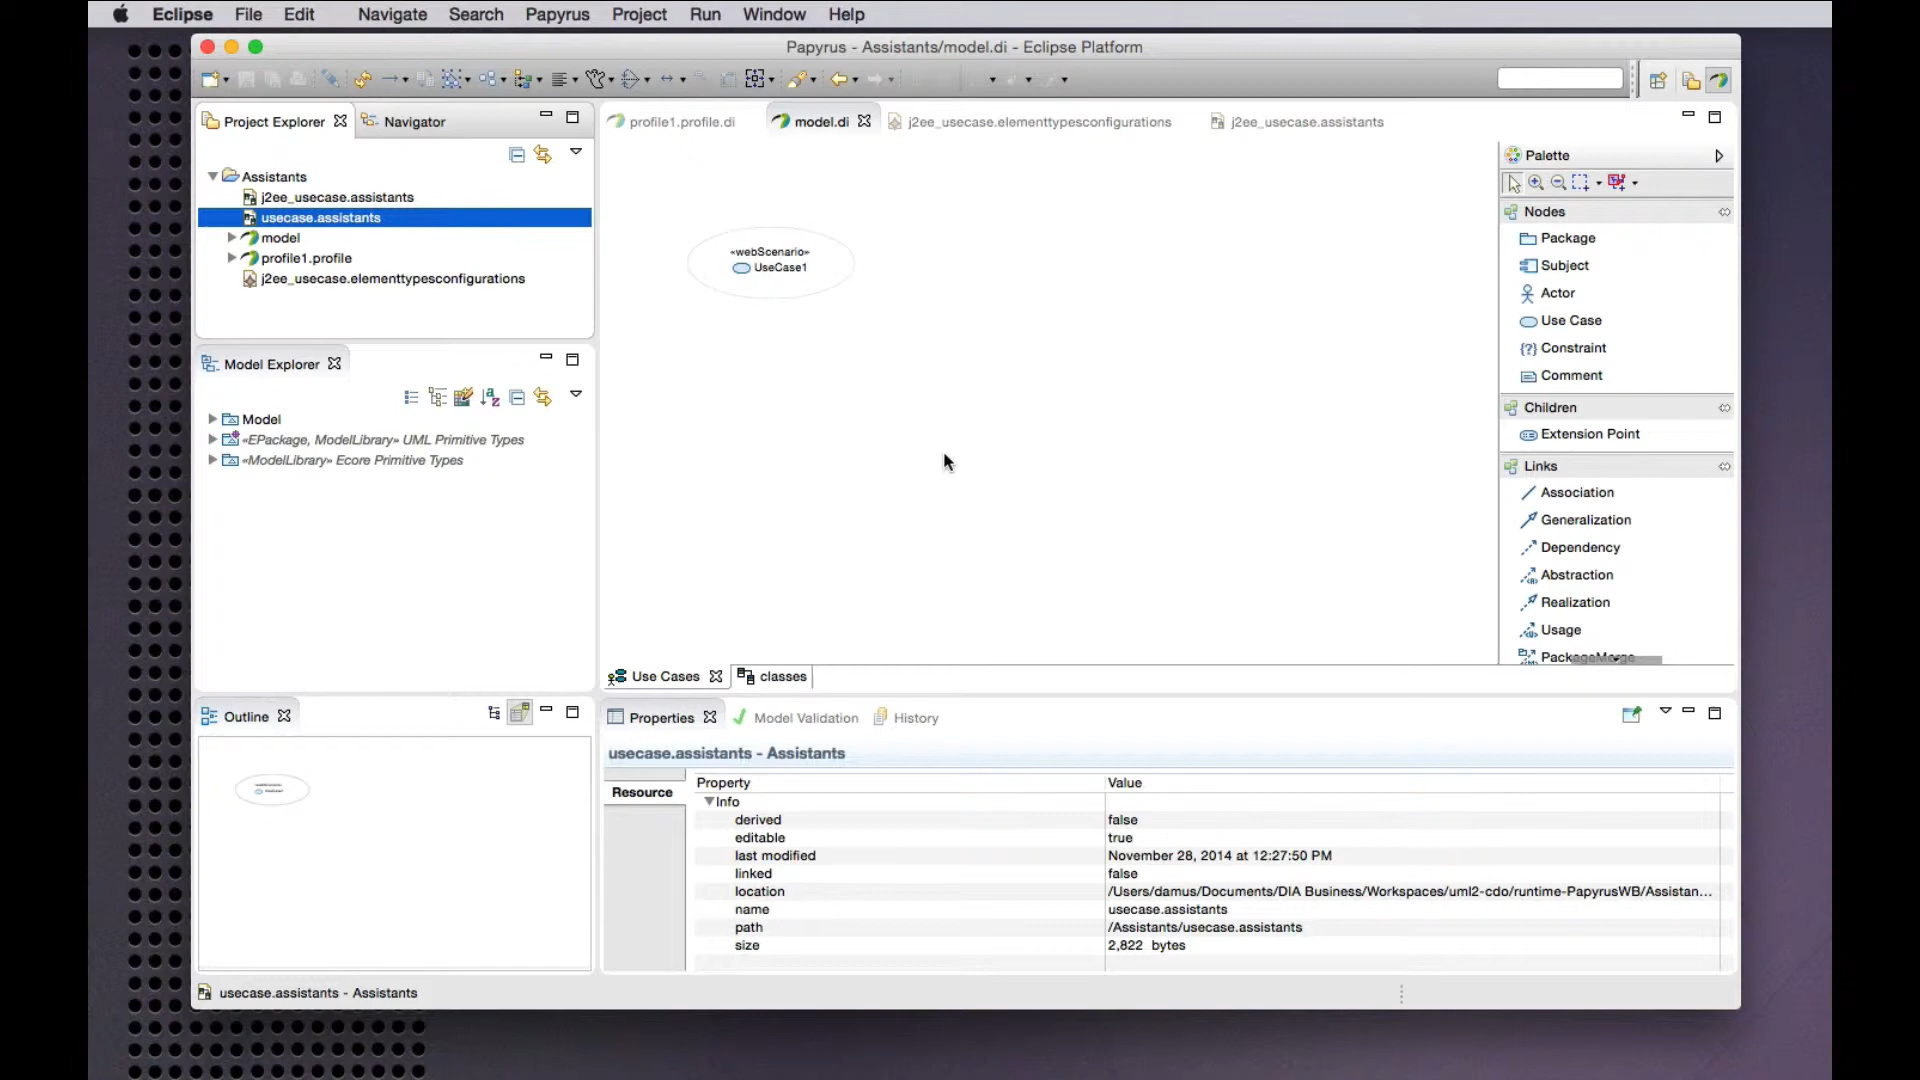 Eclipse File Edit Navigate Search Papyrus Project Run Window Help
Papyrus - Assistants/model.di - Eclipse Platform
Project Explorer Navigator
profile1.profile.di model.di j2ee_usecase.elementtypesconfigurations j2ee_usecase.assistants
Assistants
j2ee_usecase.assistants
usecase.assistants
model
profile1.profile
j2ee_usecase.elementtypesconfigurations
Model Explorer
Model
«EPackage, ModelLibrary» UML Primitive Types
«ModelLibrary» Ecore Primitive Types
«webScenario»
UseCase1
Palette
Nodes
Package
Subject
Actor
Use Case
Constraint
Comment
Children
Extension Point
Links
Association
Generalization
Dependency
Abstraction
Realization
Usage
PackageMerge
Use Cases classes
Outline
Properties Model Validation History
usecase.assistants - Assistants
Resource
Property Value
Info
derived false
editable true
last modified November 28, 2014 at 12:27:50 PM
linked false
location /Users/damus/Documents/DIA Business/Workspaces/uml2-cdo/runtime-PapyrusWB/Assistan...
name usecase.assistants
path /Assistants/usecase.assistants
size 2,822 bytes
usecase.assistants - Assistants